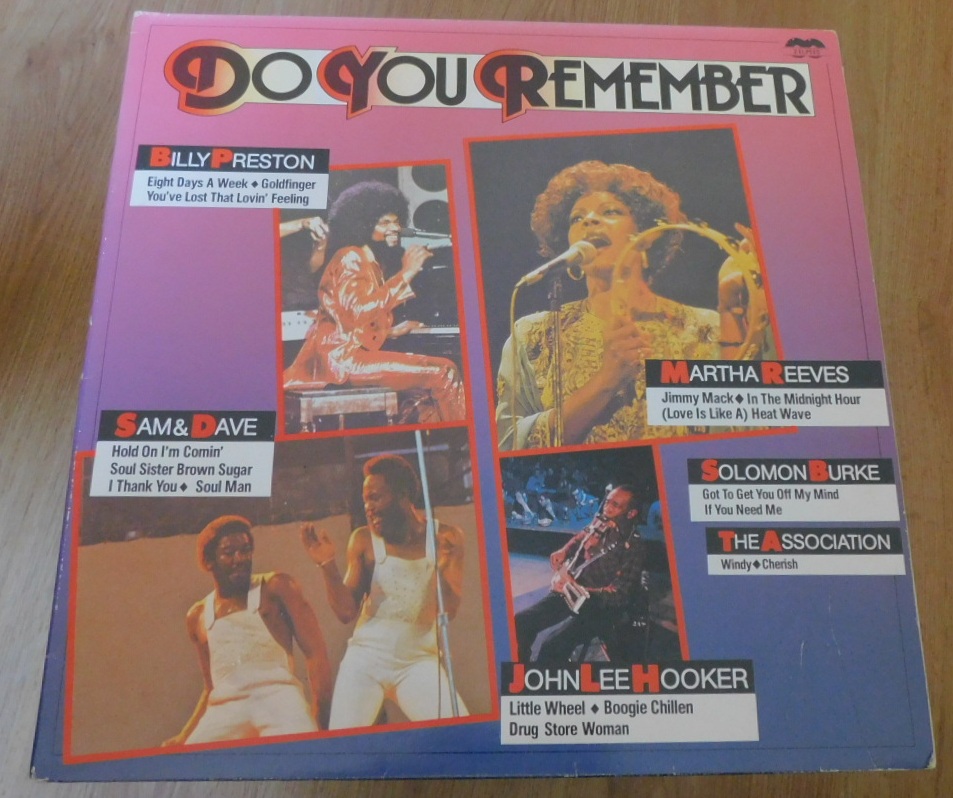 DO YOU REMEMBER
BILLY PRESTON
Eight Days A Week ♦ Goldfinger
You've Lost That Lovin' Feeling
MARTHA REEVES
Jimmy Mack ♦ In The Midnight Hour
(Love Is Like A) Heat Wave
SAM & DAVE
Hold On I'm Comin'
Soul Sister Brown Sugar
I Thank You ♦ Soul Man
SOLOMON BURKE
Got To Get You Off My Mind
If You Need Me
THE ASSOCIATION
Windy ♦ Cherish
JOHN LEE HOOKER
Little Wheel ♦ Boogie Chillen
Drug Store Woman